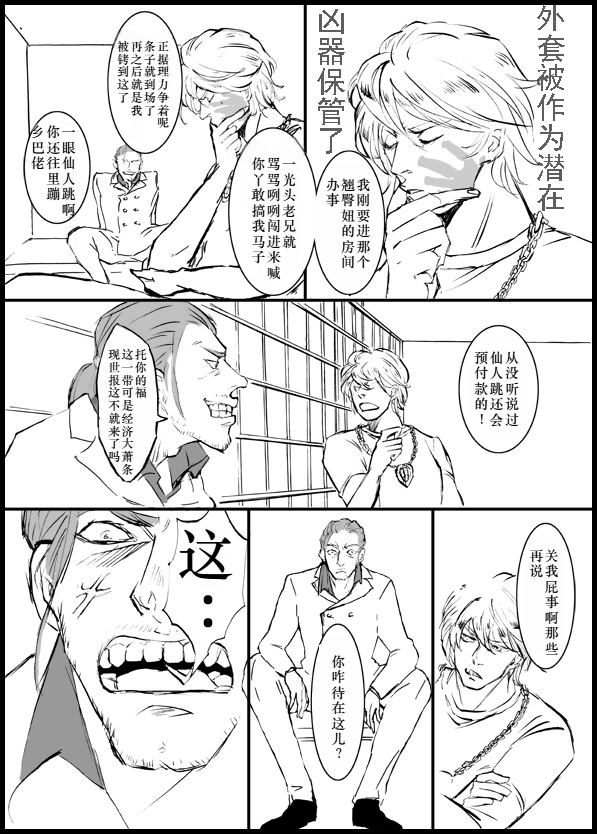 外套被作为潜在
凶器保管了
我刚要进那个
翘臀妞的房间
办事
一光头老兄就
骂骂咧咧闯进来喊
你丫敢搞我马子
正据理力争着呢
条子就到场了
再之后就是我
被铐到这了
一眼仙人跳啊
你还往里蹦
乡巴佬
从没听说过
仙人跳还会
预付款的！
托你的福
这一带可是经济大萧条
现世报这不就来了吗
关我屁事啊那些
再说
你咋待在这儿？
这：